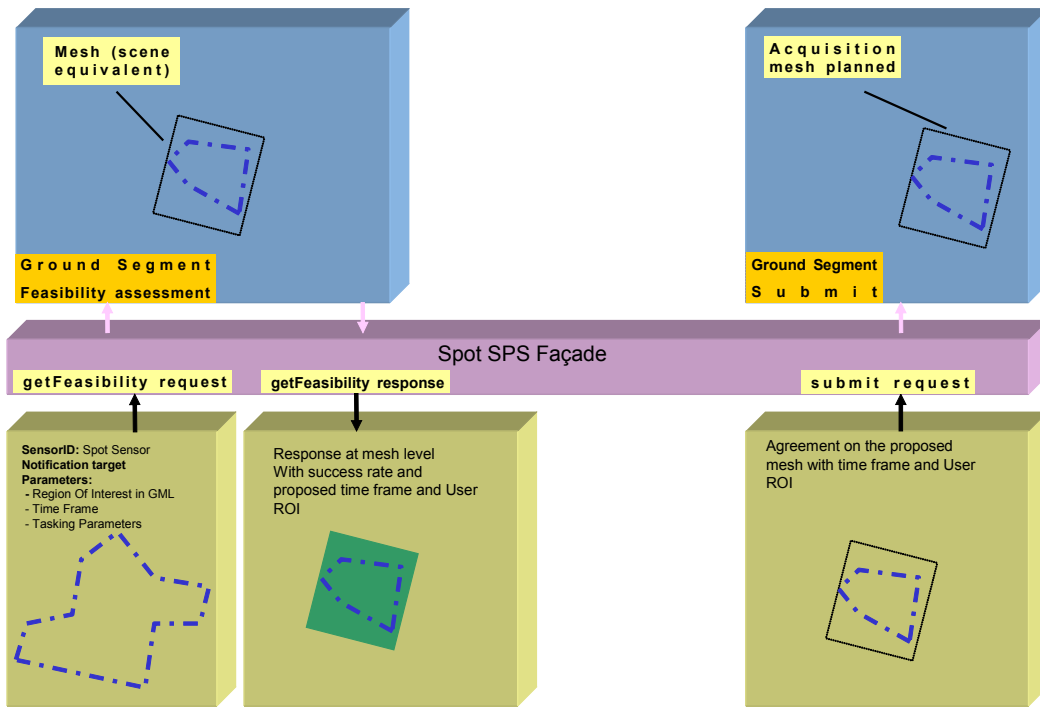 Mesh (scene
equivalent)
Acquisition
mesh planned
Ground Segment
Feasibility assessment
Ground Segment
Submit
Spot SPS Façade
getFeasibility request
getFeasibility response
submit request
SensorID: Spot Sensor
Notification target
Parameters:
- Region Of Interest in GML
- Time Frame
- Tasking Parameters
Response at mesh level
With success rate and
proposed time frame and User
ROI
Agreement on the proposed
mesh with time frame and User
ROI